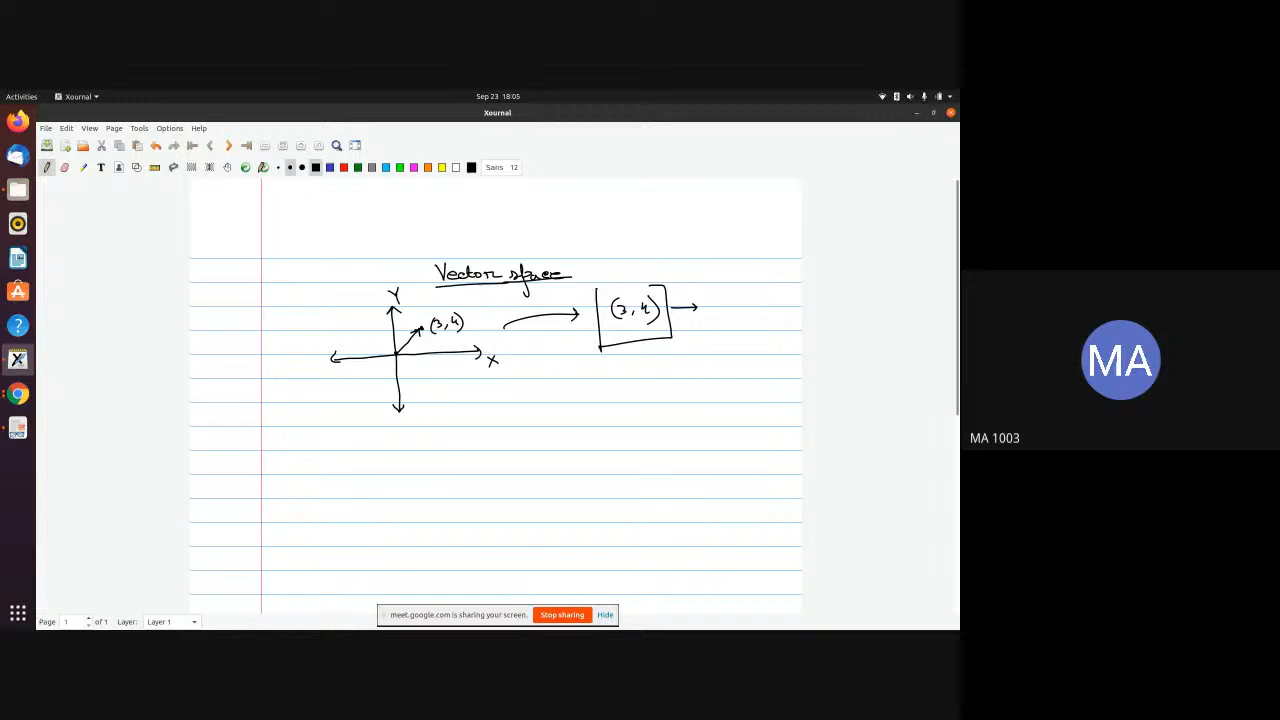 Activities
Xournal
Sep 23 18:05
Xournal
File Edit View Page Tools Options Help
Sans 12
Vector space
Y
(3,4)
(3,4)
X
MA
MA 1003
meet.google.com is sharing your screen. Stop sharing Hide
Page 1 of 1 Layer: Layer 1